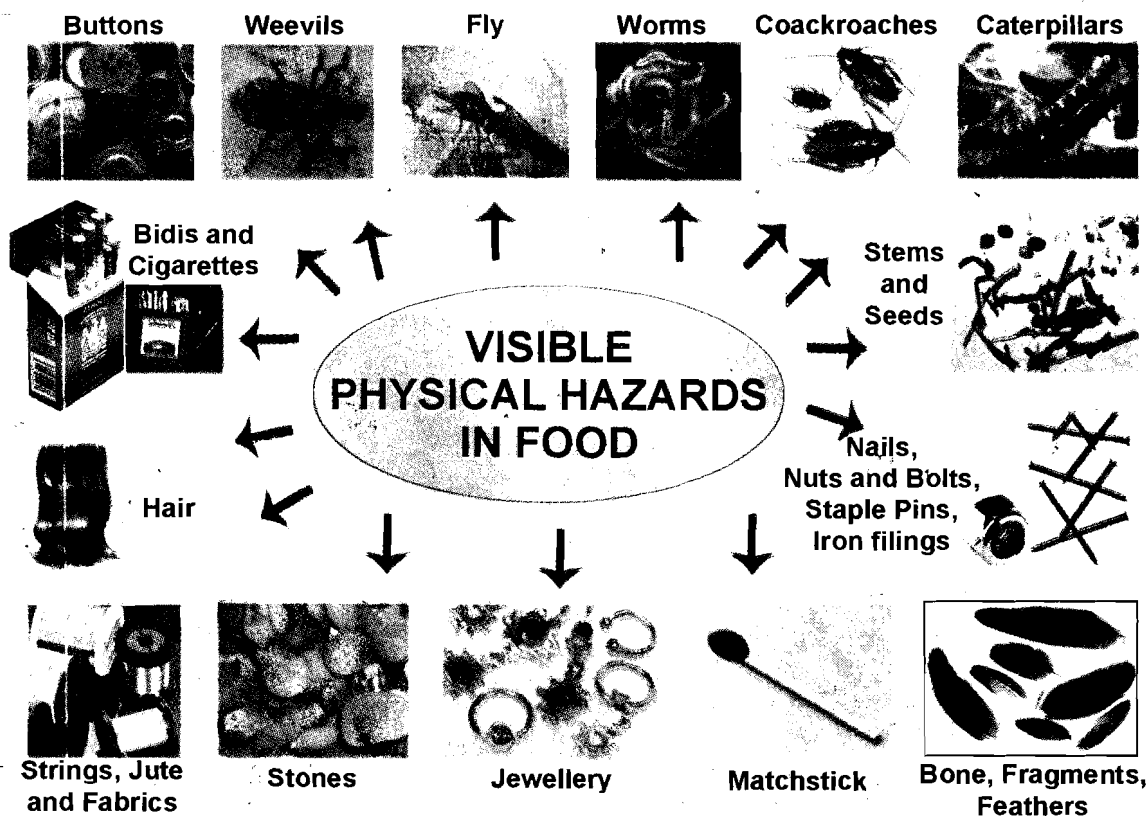 Buttons
Weevils
Fly
Worms
Coackroaches
Caterpillars
Bidis and
Cigarettes
Stems
and
Seeds
VISIBLE
PHYSICAL HAZARDS
IN FOOD
Hair
Nails,
Nuts and Bolts,
Staple Pins,
Iron filings
Strings, Jute
and Fabrics
Stones
Jewellery
Matchstick
Bone, Fragments,
Feathers